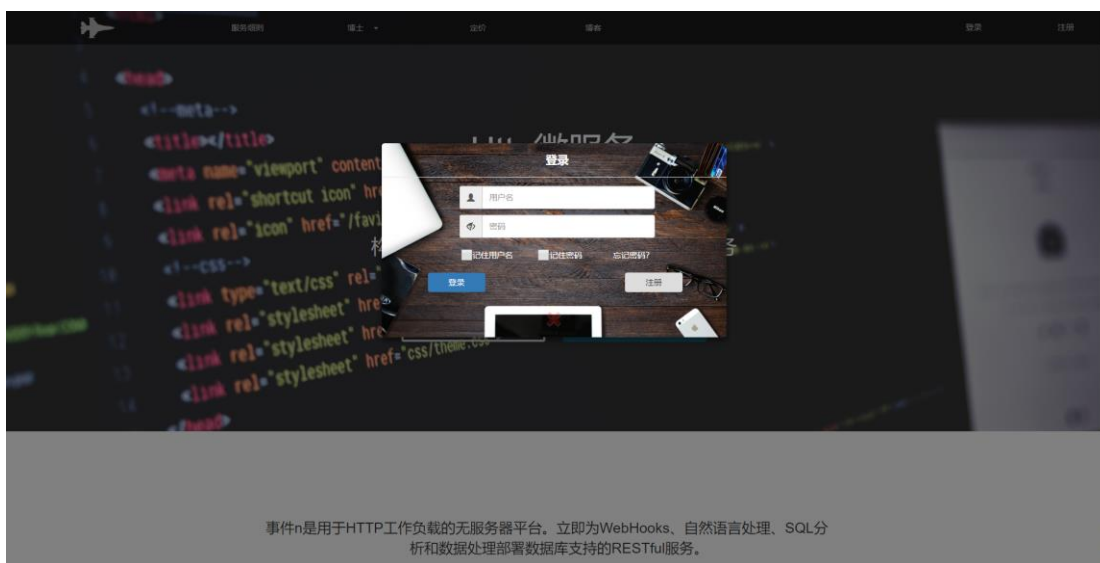 服务细则
博士
定价
博客
登录
注册
<head>
<!--meta-->
<title></title>
<meta name="viewport" content
<link rel="shortcut icon"
<link rel="icon" href="/favi
<!--css-->
<link type="text/css" rel=
<link rel="stylesheet"
<link rel="stylesheet"
<link rel="stylesheet" href="css/theme.css"
</head>
微服务
登录
用户名
密码
记住用户名
记住密码
忘记密码?
登录
注册
事件n是用于HTTP工作负载的无服务器平台。立即为WebHooks、自然语言处理、SQL分
析和数据处理部署数据库支持的RESTful服务。